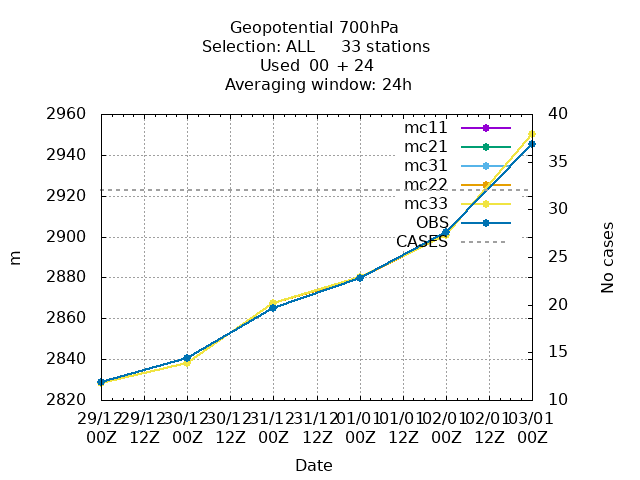 Geopotential 700hPa
Selection: ALL 33 stations
Used 00 + 24
Averaging window: 24h
2960
2940
2920
2900
2880
2860
2840
2820
m
40
35
30
25
20
15
10
No cases
mc11
mc21
mc31
mc22
mc33
OBS
CASES
29/12 29/12 30/12 30/12 31/12 31/12 01/01 01/01 02/01 02/01 03/01
00Z 12Z 00Z 12Z 00Z 12Z 00Z 12Z 00Z 12Z 00Z
Date